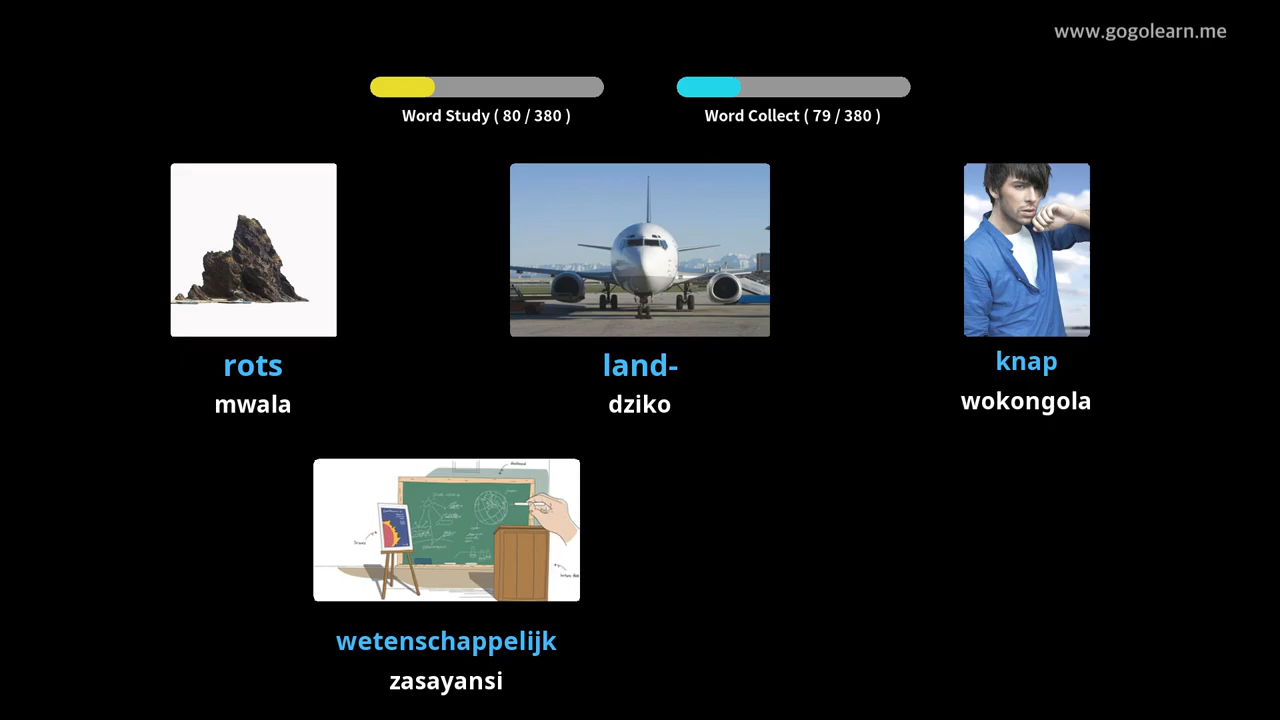 www.gogolearn.me
Word Study ( 80 / 380 )
Word Collect ( 79 / 380 )
rots
land-
knap
mwala
dziko
wokongola
wetenschappelijk
zasayansi